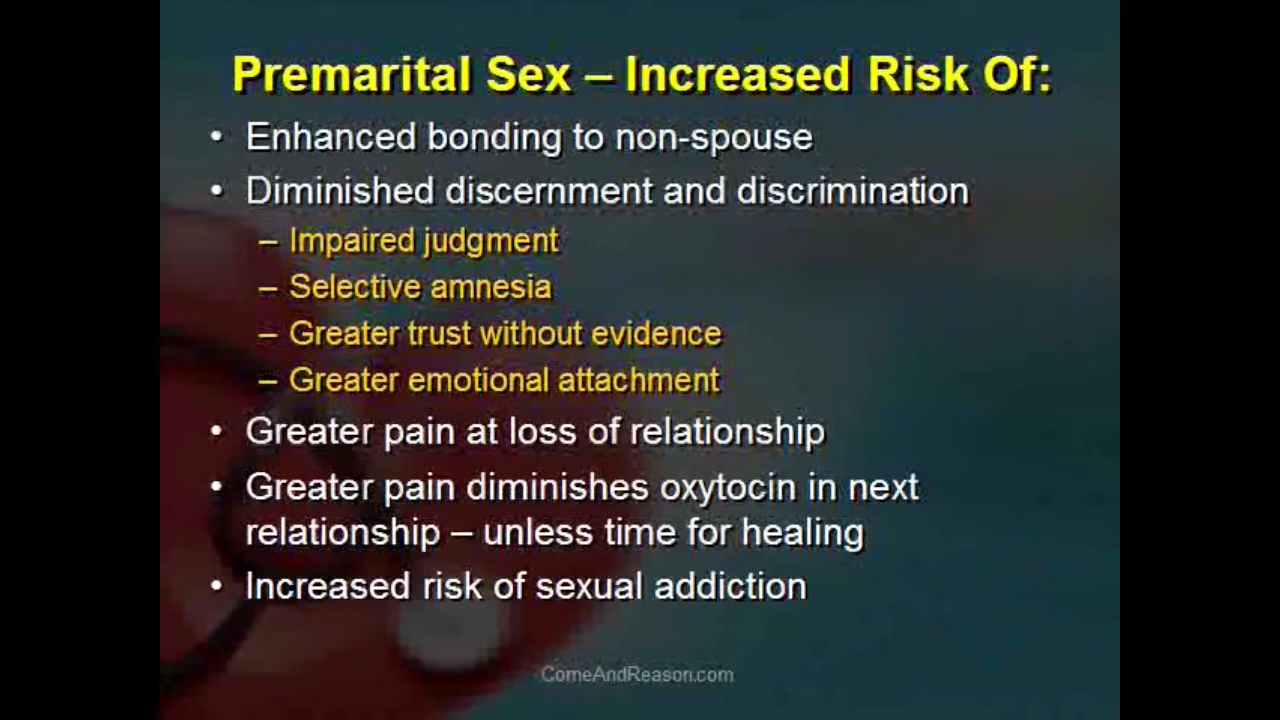 Premarital Sex – Increased Risk Of:
• Enhanced bonding to non-spouse
• Diminished discernment and discrimination
– Impaired judgment
– Selective amnesia
– Greater trust without evidence
– Greater emotional attachment
• Greater pain at loss of relationship
• Greater pain diminishes oxytocin in next
relationship – unless time for healing
• Increased risk of sexual addiction
ComeAndReason.com